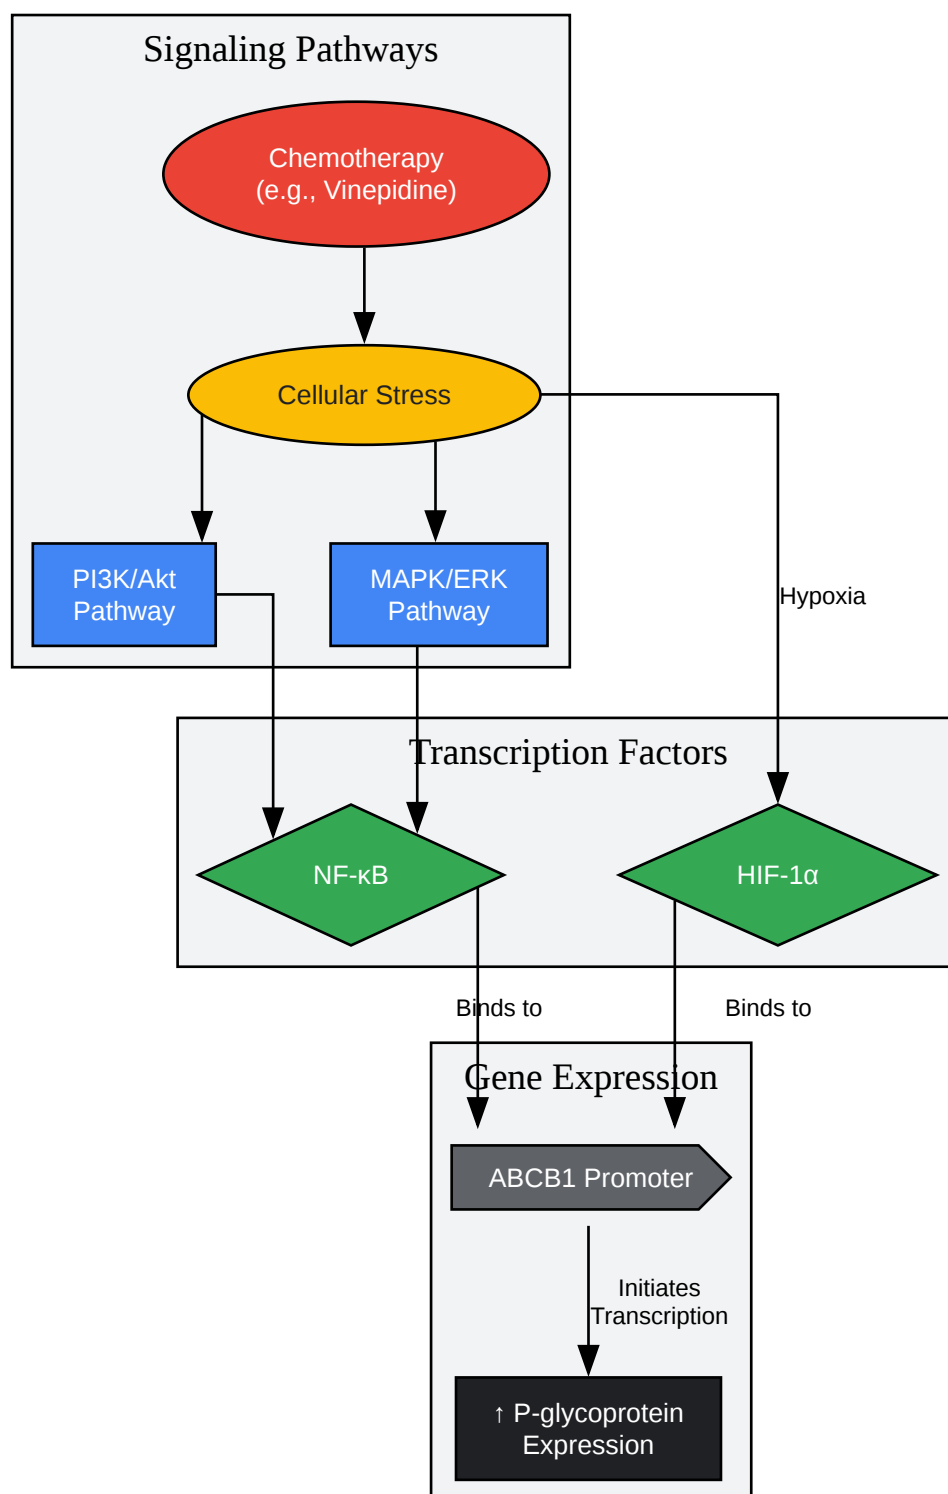 Signaling Pathways
Chemotherapy
(e.g., Vinepidine)
Cellular Stress
PI3K/Akt
Pathway
MAPK/ERK
Pathway
Hypoxia
Transcription Factors
NF-κB
HIF-1α
Binds to
Binds to
Gene Expression
ABCB1 Promoter
Initiates
Transcription
↑ P-glycoprotein
Expression